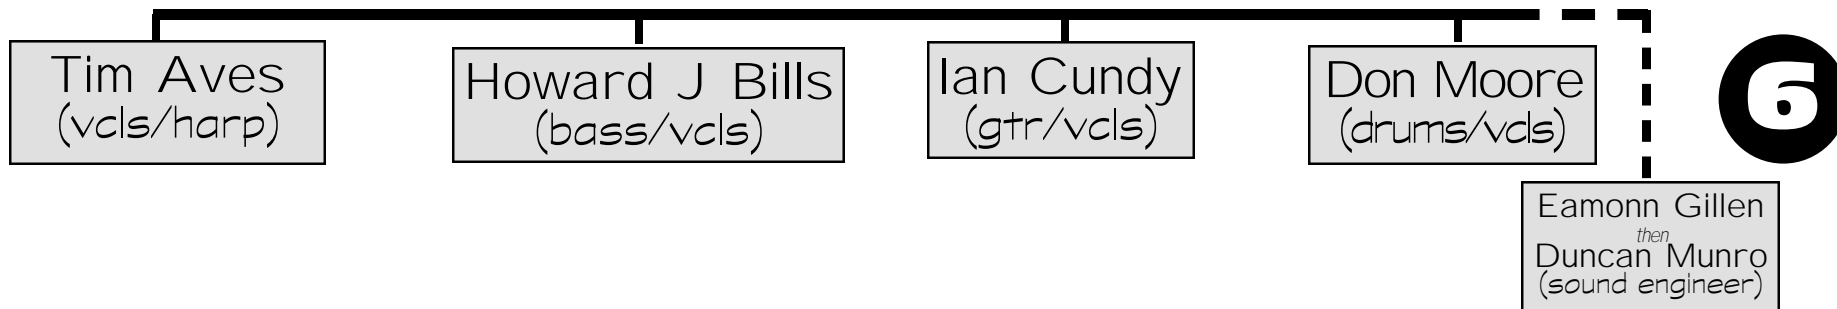 Tim Aves
(vcls/harp)
Howard J Bills
(bass/vcls)
Ian Cundy
(gtr/vcls)
Don Moore
(drums/vcls)
6
Eamonn Gillen
then
Duncan Munro
(sound engineer)